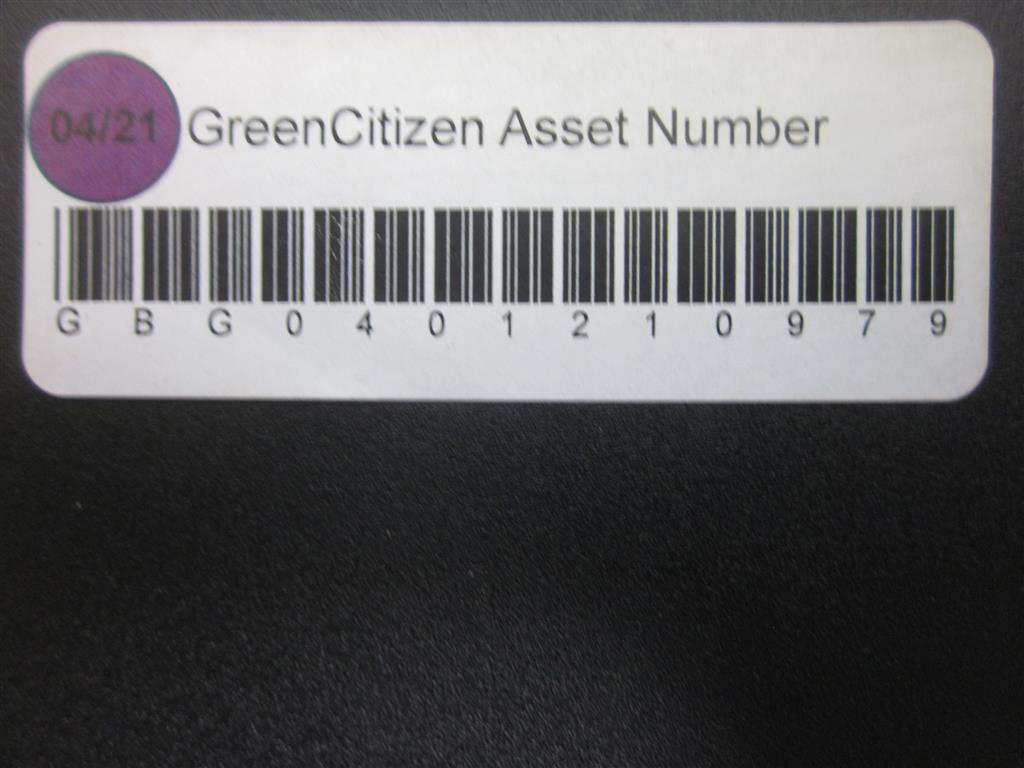 04/21 GreenCitizen Asset Number
G B G 0 4 0 1 2 1 0 9 7 9